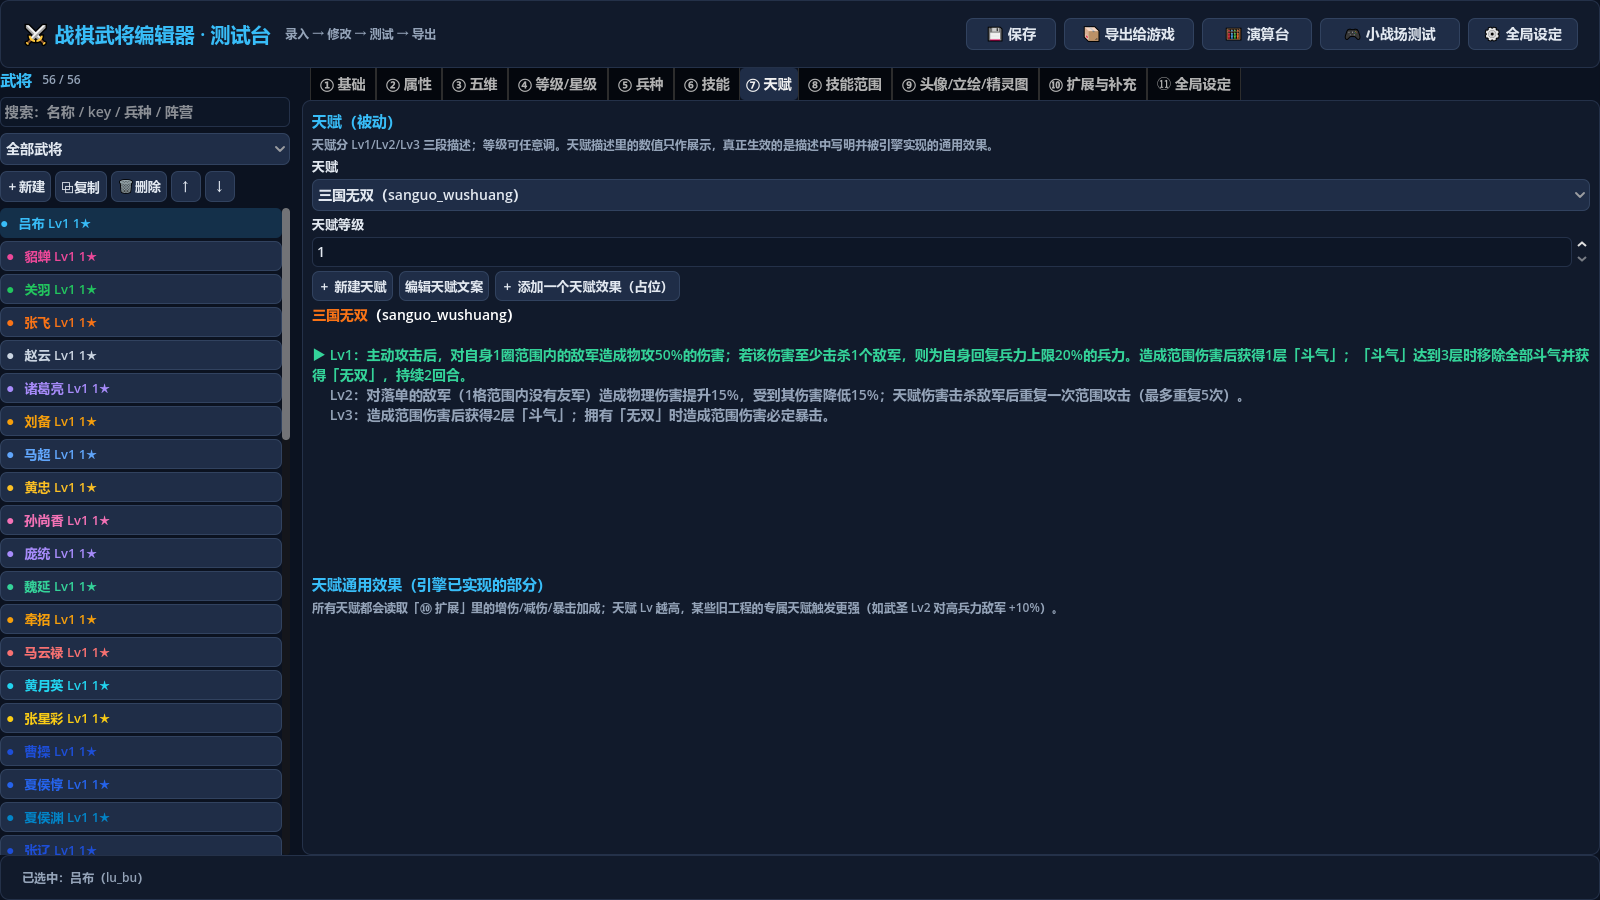 战棋武将编辑器 · 测试台
录入 → 修改 → 测试 → 导出
保存
导出给游戏
演算台
小战场测试
全局设定
武将 56 / 56
搜索：名称 / key / 兵种 / 阵营
全部武将
+新建
复制
删除
↑
↓
吕布 Lv1 1★
貂蝉 Lv1 1★
关羽 Lv1 1★
张飞 Lv1 1★
赵云 Lv1 1★
诸葛亮 Lv1 1★
刘备 Lv1 1★
马超 Lv1 1★
黄忠 Lv1 1★
孙尚香 Lv1 1★
庞统 Lv1 1★
魏延 Lv1 1★
牵招 Lv1 1★
马云禄 Lv1 1★
黄月英 Lv1 1★
张星彩 Lv1 1★
曹操 Lv1 1★
夏侯惇 Lv1 1★
夏侯渊 Lv1 1★
张辽 Lv1 1★
① 基础
② 属性
③ 五维
④ 等级/星级
⑤ 兵种
⑥ 技能
⑦ 天赋
⑧ 技能范围
⑨ 头像/立绘/精灵图
⑩ 扩展与补充
⑪ 全局设定
天赋（被动）
天赋分 Lv1/Lv2/Lv3 三段描述；等级可任意调。天赋描述里的数值只作展示，真正生效的是描述中写明并被引擎实现的通用效果。
天赋
三国无双（sanguo_wushuang）
天赋等级
1
+ 新建天赋
编辑天赋文案
+ 添加一个天赋效果（占位）
三国无双（sanguo_wushuang）
▶ Lv1：主动攻击后，对自身1圈范围内的敌军造成物攻50%的伤害；若该伤害至少击杀1个敌军，则为自身回复兵力上限20%的兵力。造成范围伤害后获得1层「斗气」；「斗气」达到3层时移除全部斗气并获
得「无双」，持续2回合。
Lv2：对落单的敌军（1格范围内没有友军）造成物理伤害提升15%，受到其伤害降低15%；天赋伤害击杀敌军后重复一次范围攻击（最多重复5次）。
Lv3：造成范围伤害后获得2层「斗气」；拥有「无双」时造成范围伤害必定暴击。
天赋通用效果（引擎已实现的部分）
所有天赋都会读取「⑩ 扩展」里的增伤/减伤/暴击加成；天赋 Lv 越高，某些旧工程的专属天赋触发更强（如武圣 Lv2 对高兵力敌军 +10%）。
已选中：吕布（lu_bu）